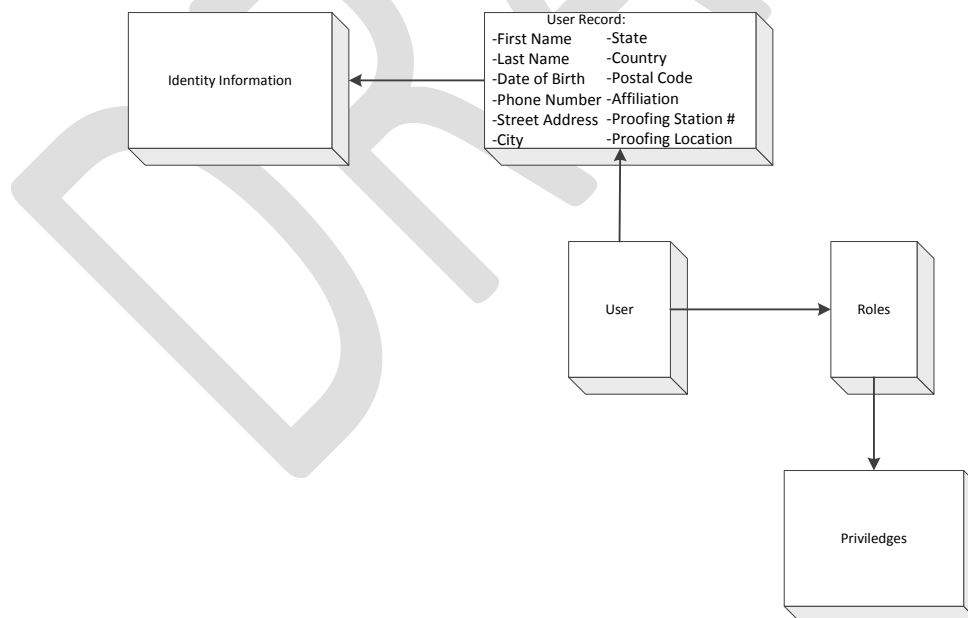 Identity Information
User Record:
-First Name -State
-Last Name -Country
-Date of Birth -Postal Code
-Phone Number -Affiliation
-Street Address -Proofing Station #
-City -Proofing Location
User
Roles
Priviledges